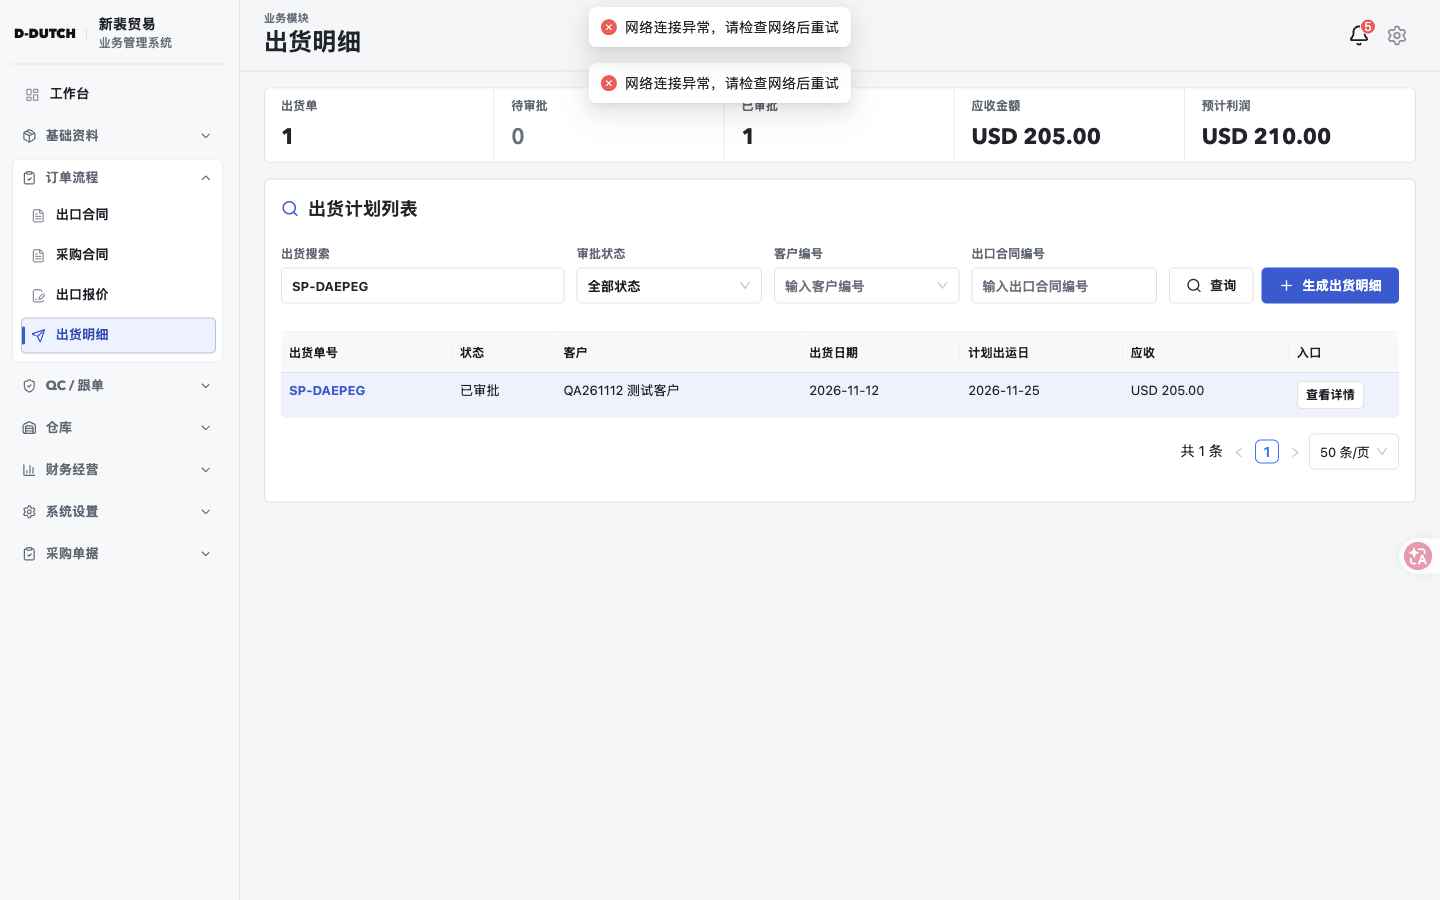 D-DUTCH
新裴贸易
业务管理系统
工作台
基础资料
订单流程
出口合同
采购合同
出口报价
出货明细
QC / 跟单
仓库
财务经营
系统设置
采购单据
业务模块
出货明细
网络连接异常，请检查网络后重试
网络连接异常，请检查网络后重试
5
出货单
1
待审批
0
已审批
1
应收金额
USD 205.00
预计利润
USD 210.00
出货计划列表
出货搜索
审批状态
客户编号
出口合同编号
SP-DAEPEG
全部状态
输入客户编号
输入出口合同编号
查询
生成出货明细
出货单号 状态 客户 出货日期 计划出运日 应收 入口
SP-DAEPEG 已审批 QA261112 测试客户 2026-11-12 2026-11-25 USD 205.00 查看详情
共 1 条 1 50 条/页